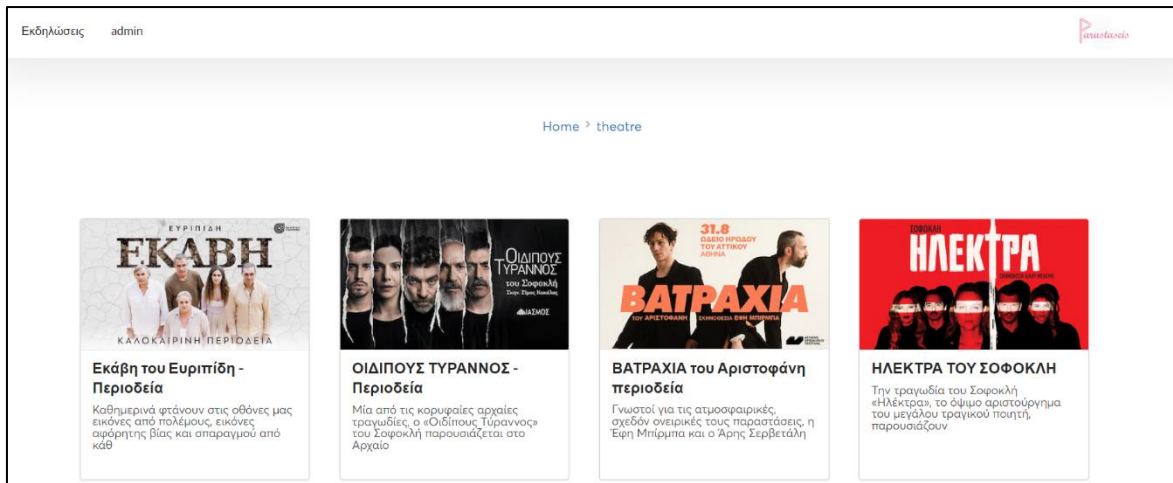 Εκδηλώσεις admin
Parastaseis
Home > theatre
ΕΥΡΙΠΙΔΗ
ΕΚΑΒΗ
ΚΑΛΟΚΑΙΡΙΝΗ ΠΕΡΙΟΔΕΙΑ
ΟΙΔΙΠΟΥΣ
ΤΥΡΑΝΝΟΣ
του Σοφοκλή
ΙΑΣΜΟΣ
31.8
ΩΔΕΙΟ ΗΡΩΔΟΥ
ΤΟΥ ΑΤΤΙΚΟΥ
ΑΘΗΝΑ
ΒΑΤΡΑΧΙΑ
ΤΟΥ ΑΡΙΣΤΟΦΑΝΗ ΣΚΗΝΟΘΕΣΙΑ ΕΦΗ ΜΠΙΡΜΠΑ
ΣΟΦΟΚΛΗ
ΗΛΕΚΤΡΑ
Εκάβη του Ευριπίδη -
Περιοδεία
Καθημερινά φτάνουν στις οθόνες μας
εικόνες από πολέμους, εικόνες
αφόρητης βίας και σπαραγμού από
κάθ
ΟΙΔΙΠΟΥΣ ΤΥΡΑΝΝΟΣ -
Περιοδεία
Μία από τις κορυφαίες αρχαίες
τραγωδίες, ο «Οιδίπους Τύραννος»
του Σοφοκλή παρουσιάζεται στο
Αρχαίο
ΒΑΤΡΑΧΙΑ του Αριστοφάνη
περιοδεία
Γνωστοί για τις ατμοσφαιρικές,
σχεδόν ονειρικές τους παραστάσεις, η
Έφη Μπίρμπα και ο Άρης Σερβετάλη
ΗΛΕΚΤΡΑ ΤΟΥ ΣΟΦΟΚΛΗ
Την τραγωδία του Σοφοκλή
«Ηλέκτρα», το όψιμο αριστούργημα
του μεγάλου τραγικού ποιητή,
παρουσιάζουν